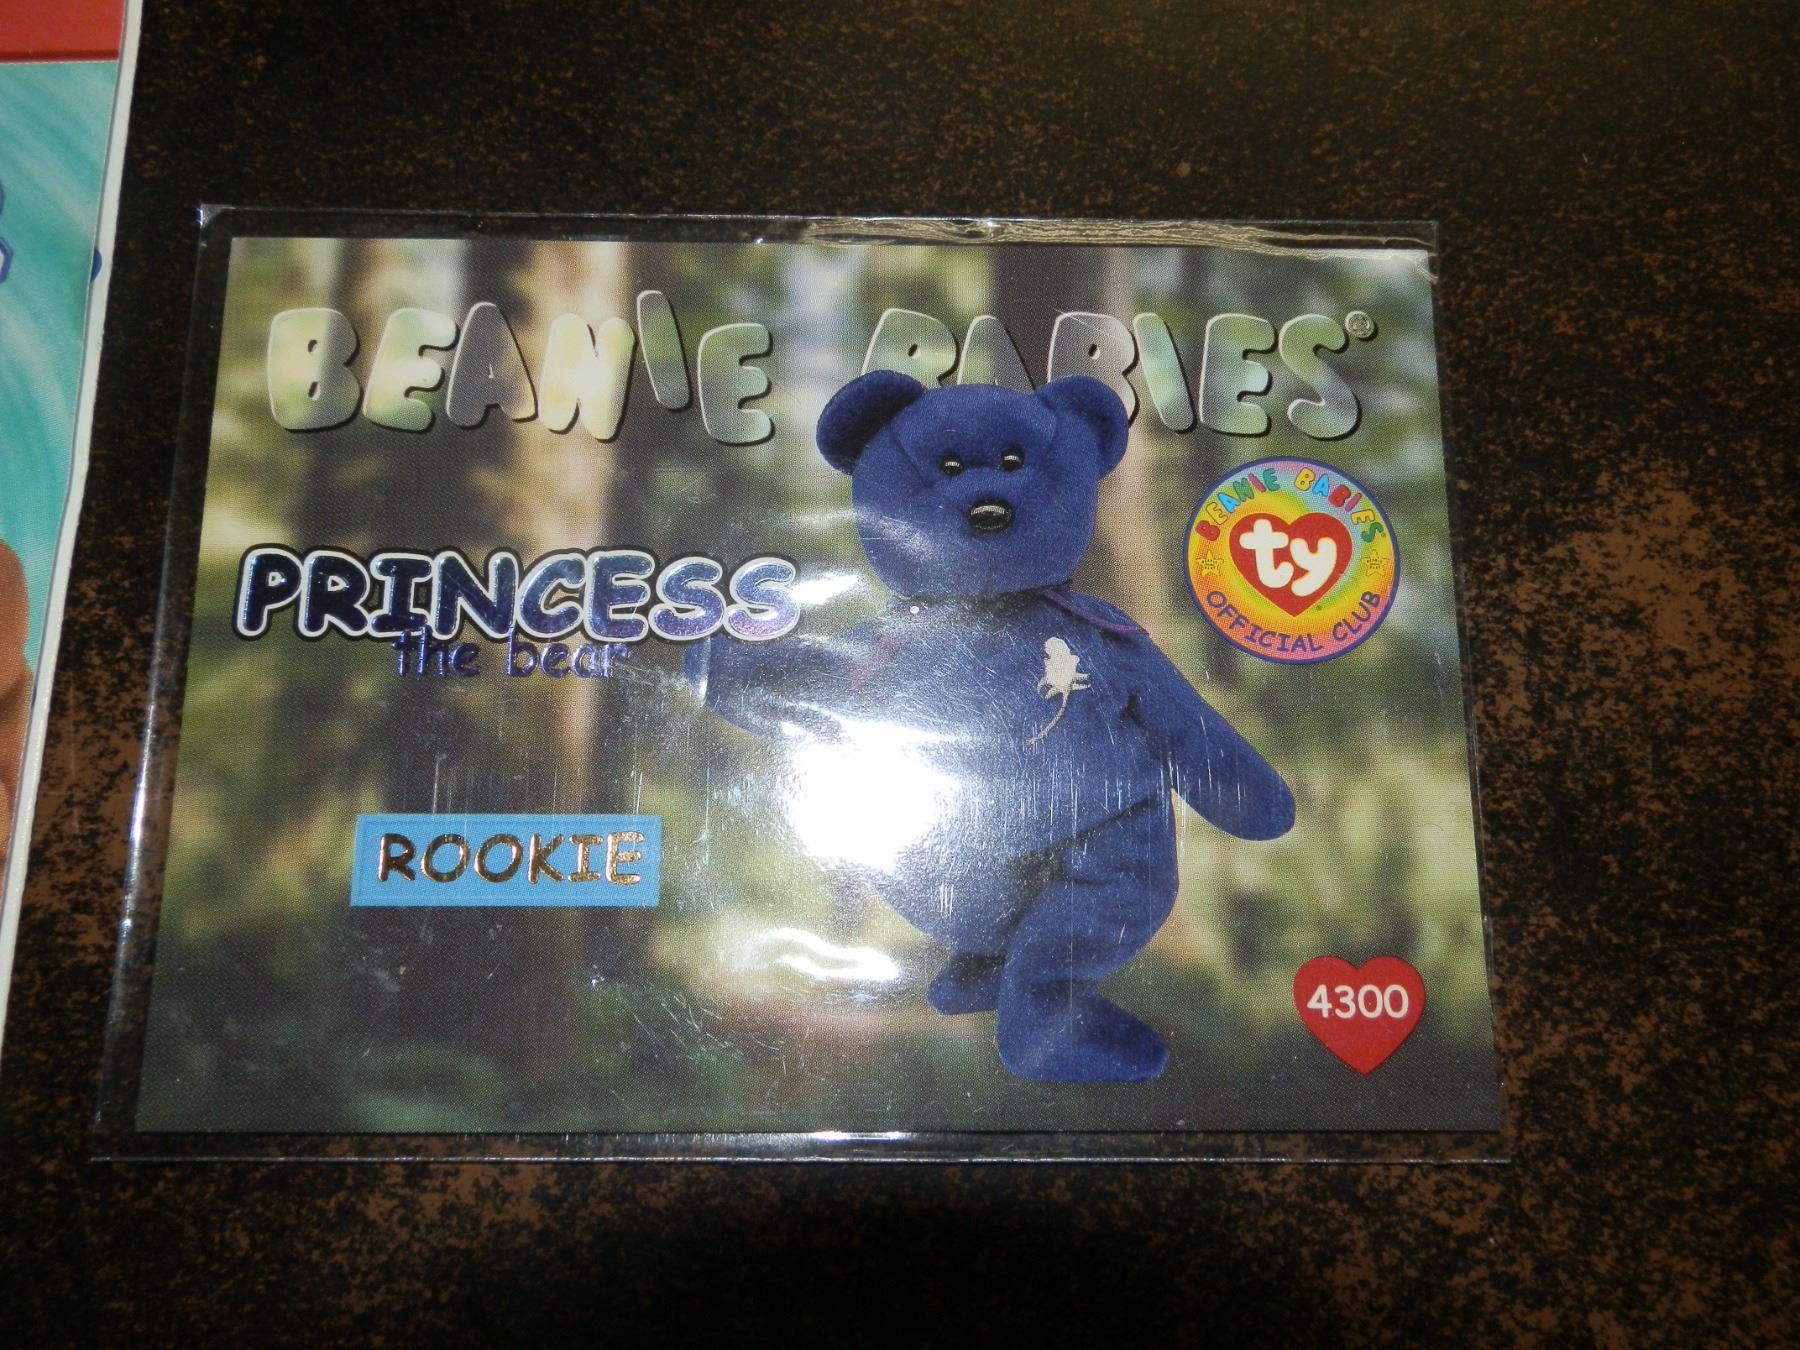 BEANIE BABIES®
PRINCESS
the bear
BEANIE BABIES®
ty®
OFFICIAL CLUB
ROOKIE
4300